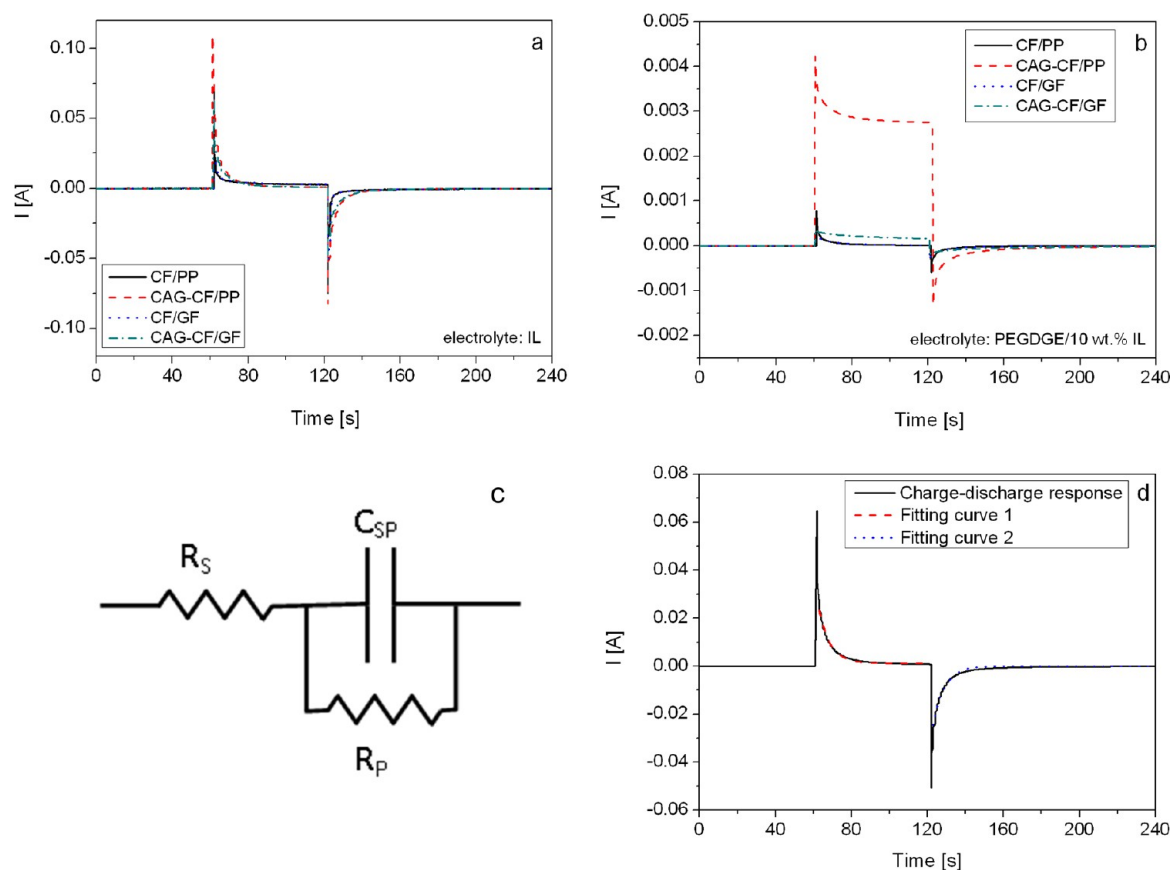 a
0.10
0.05
0.00
-0.05
-0.10
I [A]
CF/PP
CAG-CF/PP
CF/GF
CAG-CF/GF
electrolyte: IL
0 40 80 120 160 200 240
Time [s]
b
0.005
0.004
0.003
0.002
0.001
0.000
-0.001
-0.002
I [A]
CF/PP
CAG-CF/PP
CF/GF
CAG-CF/GF
electrolyte: PEGDGE/10 wt.% IL
0 40 80 120 160 200 240
Time [s]
c
CSP
RS
RP
d
0.08
0.06
0.04
0.02
0.00
-0.02
-0.04
-0.06
I [A]
Charge-discharge response
Fitting curve 1
Fitting curve 2
0 40 80 120 160 200 240
Time [s]